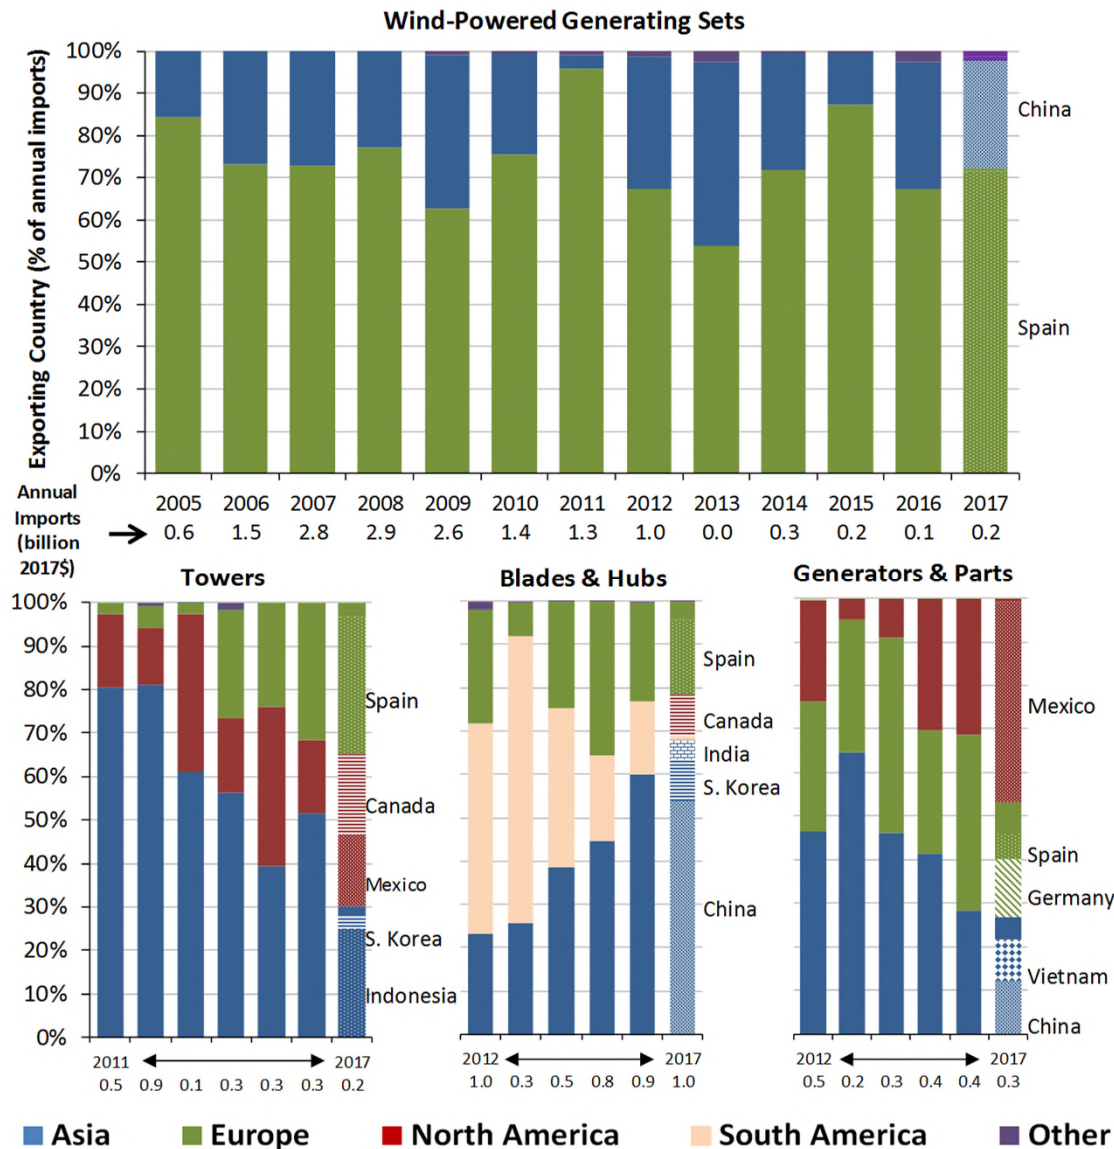 Wind-Powered Generating Sets
Exporting Country (% of annual imports)
100%
90%
80%
70%
60%
50%
40%
30%
20%
10%
0%
China
Spain
2005 2006 2007 2008 2009 2010 2011 2012 2013 2014 2015 2016 2017
Annual
Imports
(billion
2017$)
0.6 1.5 2.8 2.9 2.6 1.4 1.3 1.0 0.0 0.3 0.2 0.1 0.2
Towers
100%
90%
80%
70%
60%
50%
40%
30%
20%
10%
0%
Spain
Canada
Mexico
S. Korea
Indonesia
2011 2017
0.5 0.9 0.1 0.3 0.3 0.3 0.2
Blades & Hubs
Spain
Canada
India
S. Korea
China
2012 2017
1.0 0.3 0.5 0.8 0.9 1.0
Generators & Parts
Mexico
Spain
Germany
Vietnam
China
2012 2017
0.5 0.2 0.3 0.4 0.4 0.3
Asia Europe North America South America Other